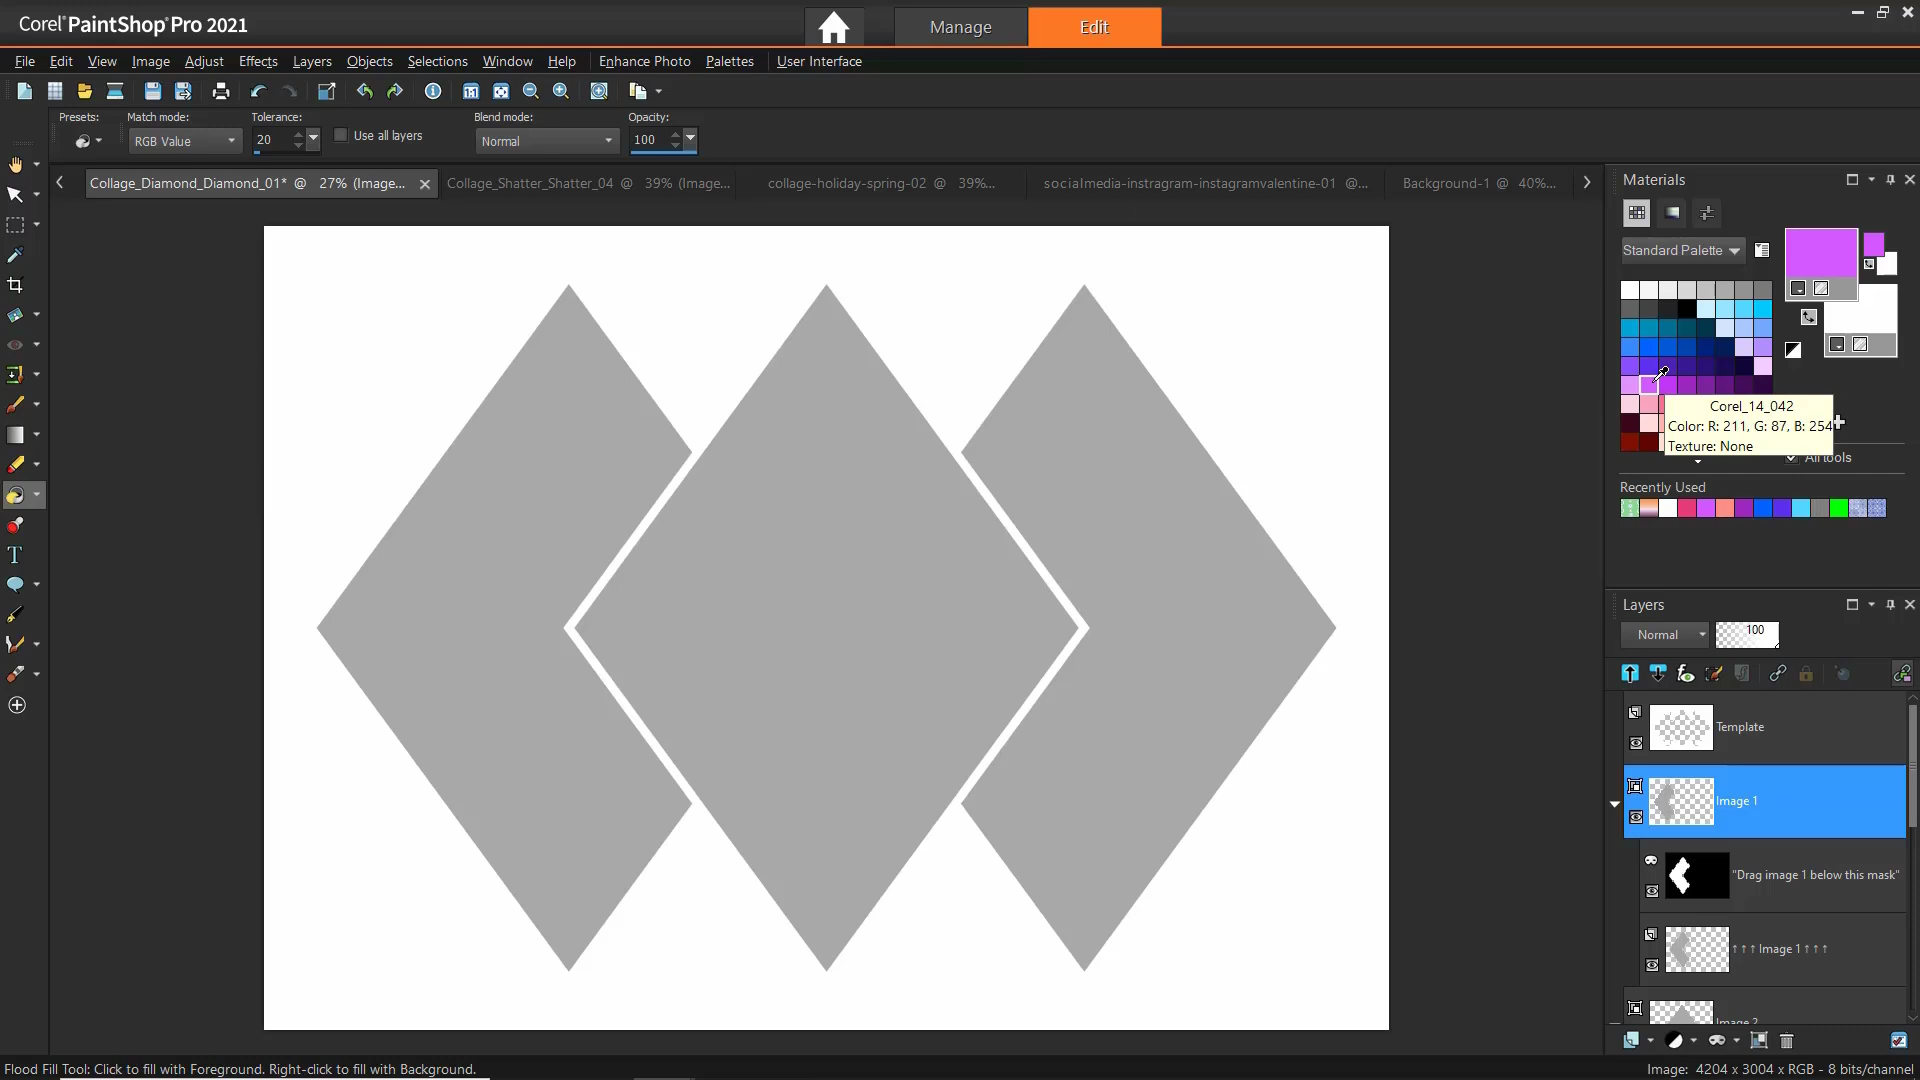 Corel® PaintShop® Pro 2021
Manage
Edit
File Edit View Image Adjust Effects Layers Objects Selections Window Help Enhance Photo Palettes User Interface
Presets: Match mode: Tolerance: Blend mode: Opacity:
RGB Value 20 Use all layers Normal 100
Collage_Diamond_Diamond_01* @ 27% (Image... Collage_Shatter_Shatter_04 @ 39% (Image... collage-holiday-spring-02 @ 39%... socialmedia-instragram-instagramvalentine-01 @... Background-1 @ 40%...
Materials
Standard Palette
Corel_14_042
Color: R: 211, G: 87, B: 254
Texture: None
All tools
Recently Used
Layers
Normal 100
Template
Image 1
"Drag image 1 below this mask"
↑ ↑ ↑ Image 1 ↑ ↑ ↑
Image 2
Flood Fill Tool: Click to fill with Foreground. Right-click to fill with Background.
Image: 4204 x 3004 x RGB - 8 bits/channel